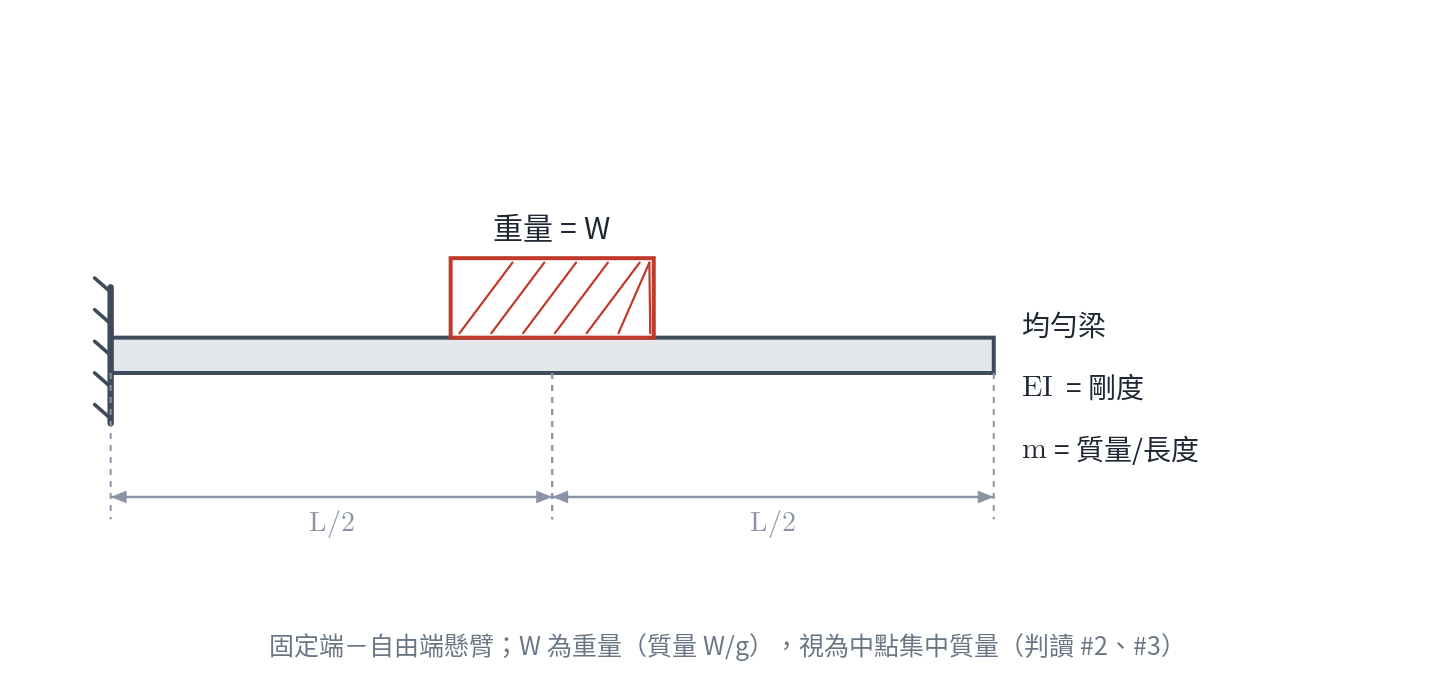 重量 = W
均勻梁
EI = 剛度
m = 質量/長度
L/2
L/2
固定端－自由端懸臂；W 為重量（質量 W/g），視為中點集中質量（判讀 #2、#3）